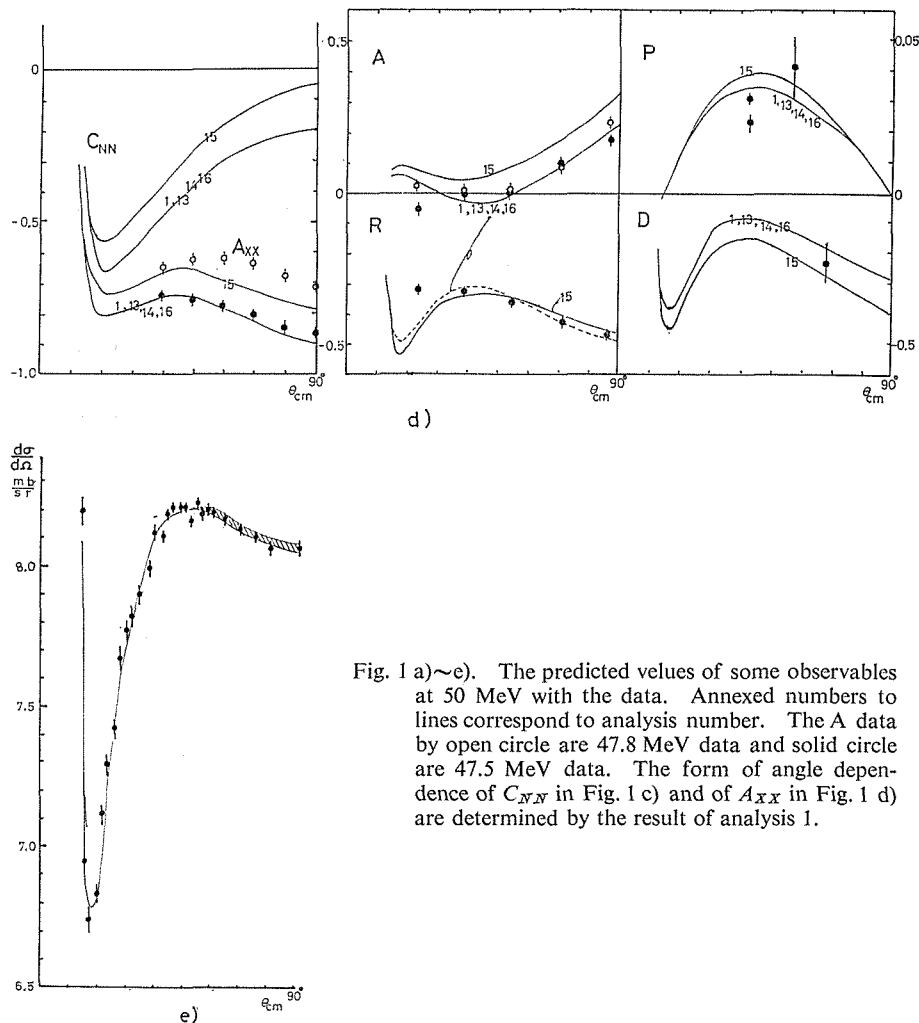 0
C_NN
15
14,16
1,13,
-0.5
A_XX
15
1,13,
14,16
-1.0
θcm
90°
0.5
A
15
0
1,13,
14,16
R
15
-0.5
θcm
90°
P
0.05
15
1,13,
14,16
0
D
1,13,
14,16
15
-0.5
θcm
90°
d)
dσ
dΩ
mb
sr
8.0
7.5
7.0
6.5
θcm
90°
e)
Fig. 1 a)~e). The predicted velues of some observables
at 50 MeV with the data. Annexed numbers to
lines correspond to analysis number. The A data
by open circle are 47.8 MeV data and solid circle
are 47.5 MeV data. The form of angle depen-
dence of C_NN in Fig. 1 c) and of A_XX in Fig. 1 d)
are determined by the result of analysis 1.